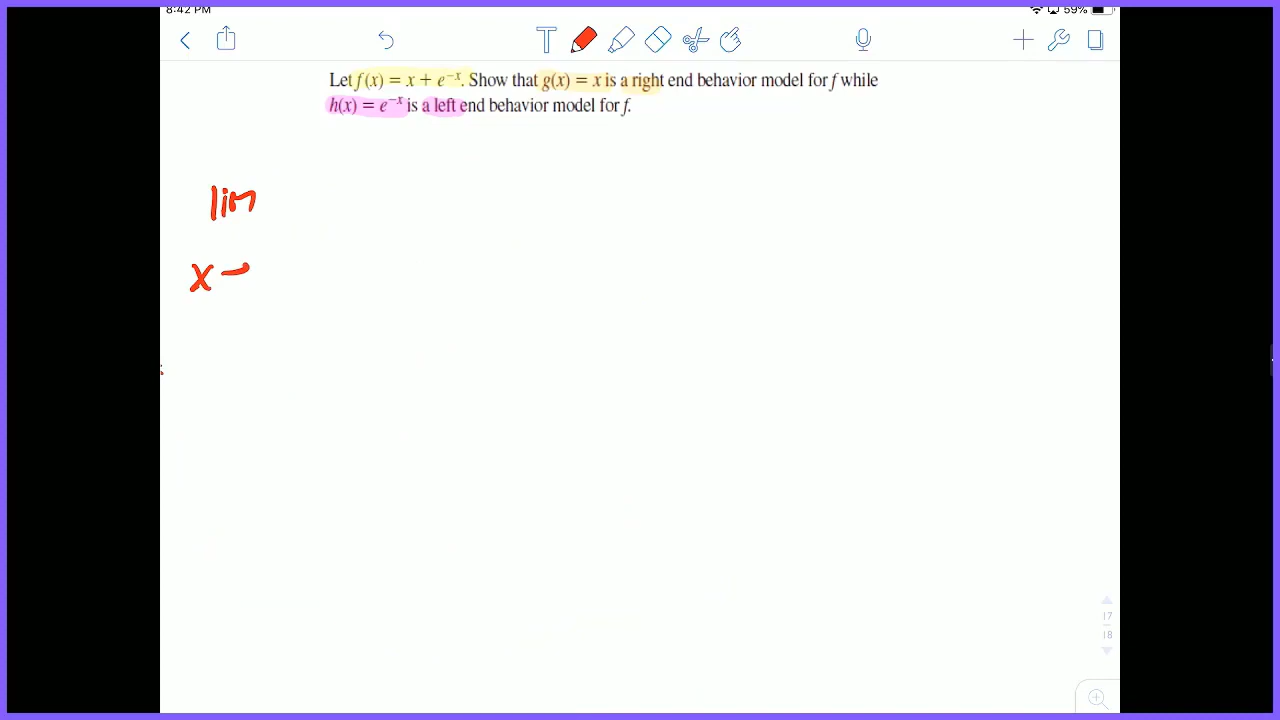 8:42 PM 59%
T
Let f(x) = x + e⁻ˣ. Show that g(x) = x is a right end behavior model for f while
h(x) = e⁻ˣ is a left end behavior model for f.
lim
x →
17
18